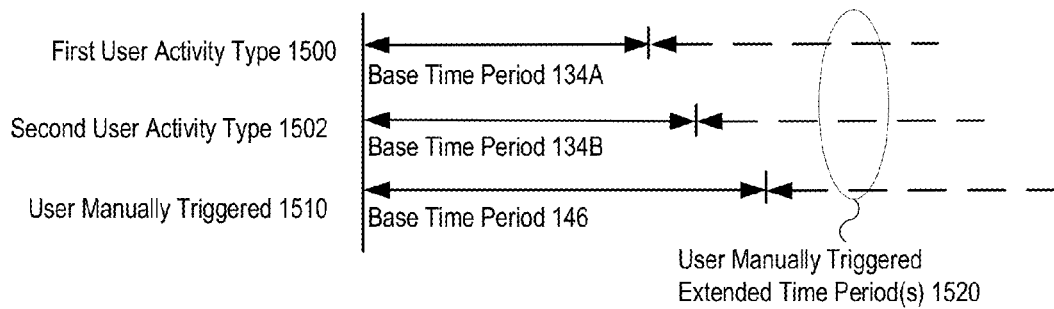 First User Activity Type 1500
Base Time Period 134A
Second User Activity Type 1502
Base Time Period 134B
User Manually Triggered 1510
Base Time Period 146
User Manually Triggered
Extended Time Period(s) 1520